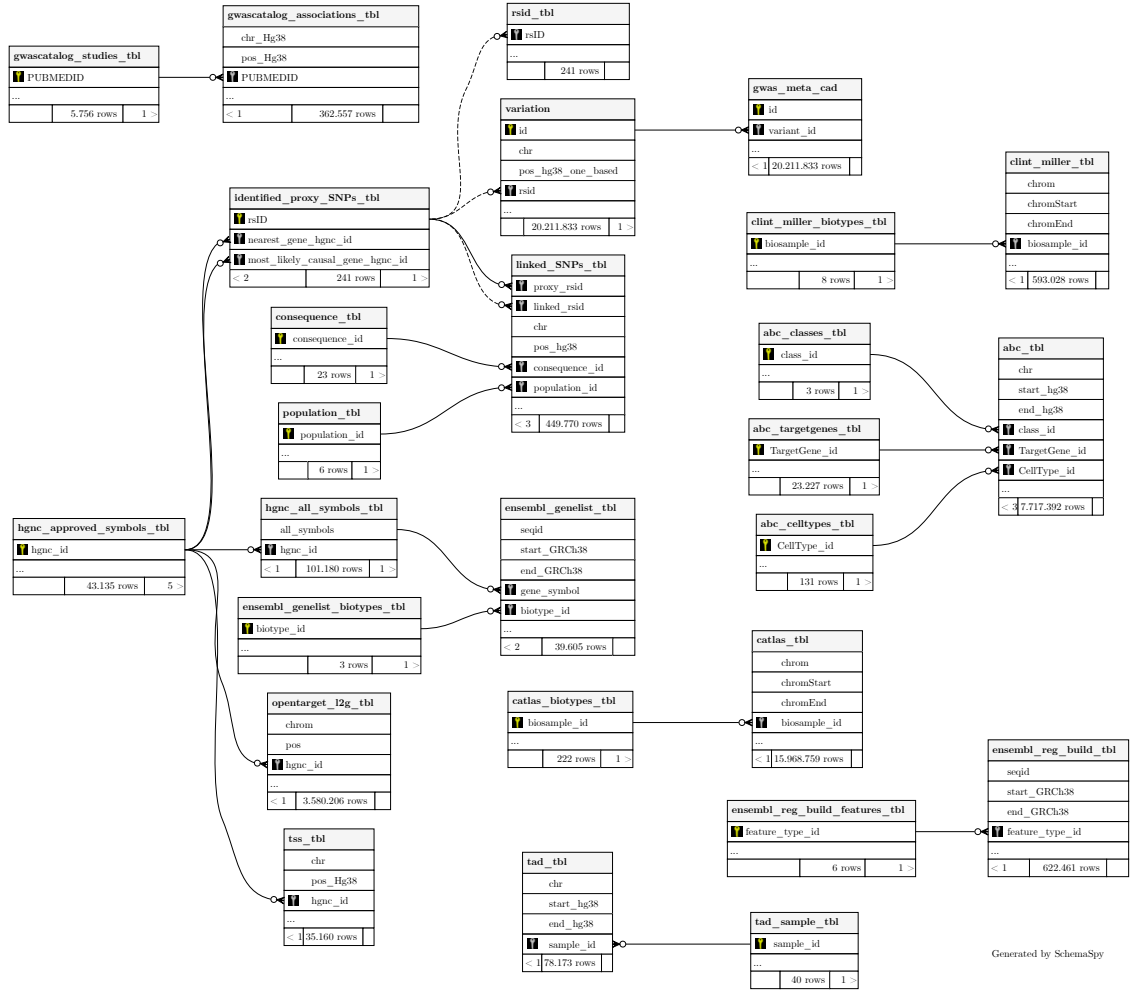 gwascatalog_studies_tbl
PUBMEDID
...
5.756 rows 1 >
gwascatalog_associations_tbl
chr_Hg38
pos_Hg38
PUBMEDID
...
< 1 362.557 rows
rsid_tbl
rsID
...
241 rows
variation
id
chr
pos_hg38_one_based
rsid
...
20.211.833 rows 1 >
gwas_meta_cad
id
variant_id
...
< 1 20.211.833 rows
clint_miller_tbl
chrom
chromStart
chromEnd
biosample_id
...
< 1 593.028 rows
clint_miller_biotypes_tbl
biosample_id
...
8 rows 1 >
identified_proxy_SNPs_tbl
rsID
nearest_gene_hgnc_id
most_likely_causal_gene_hgnc_id
< 2 241 rows 1 >
linked_SNPs_tbl
proxy_rsid
linked_rsid
chr
pos_hg38
consequence_id
population_id
...
< 3 449.770 rows
consequence_tbl
consequence_id
...
23 rows 1 >
population_tbl
population_id
...
6 rows 1 >
abc_classes_tbl
class_id
...
3 rows 1 >
abc_targetgenes_tbl
TargetGene_id
...
23.227 rows 1 >
abc_celltypes_tbl
CellType_id
...
131 rows 1 >
abc_tbl
chr
start_hg38
end_hg38
class_id
TargetGene_id
CellType_id
...
< 3 7.717.392 rows
hgnc_approved_symbols_tbl
hgnc_id
...
43.135 rows 5 >
hgnc_all_symbols_tbl
all_symbols
hgnc_id
< 1 101.180 rows 1 >
ensembl_genelist_tbl
seqid
start_GRCh38
end_GRCh38
gene_symbol
biotype_id
...
< 2 39.605 rows
ensembl_genelist_biotypes_tbl
biotype_id
...
3 rows 1 >
opentarget_l2g_tbl
chrom
pos
hgnc_id
...
< 1 3.580.206 rows
catlas_biotypes_tbl
biosample_id
...
222 rows 1 >
catlas_tbl
chrom
chromStart
chromEnd
biosample_id
...
< 1 15.968.759 rows
ensembl_reg_build_tbl
seqid
start_GRCh38
end_GRCh38
feature_type_id
...
< 1 622.461 rows
ensembl_reg_build_features_tbl
feature_type_id
...
6 rows 1 >
tss_tbl
chr
pos_Hg38
hgnc_id
...
< 1 35.160 rows
tad_tbl
chr
start_hg38
end_hg38
sample_id
< 1 78.173 rows
tad_sample_tbl
sample_id
...
40 rows 1 >
Generated by SchemaSpy